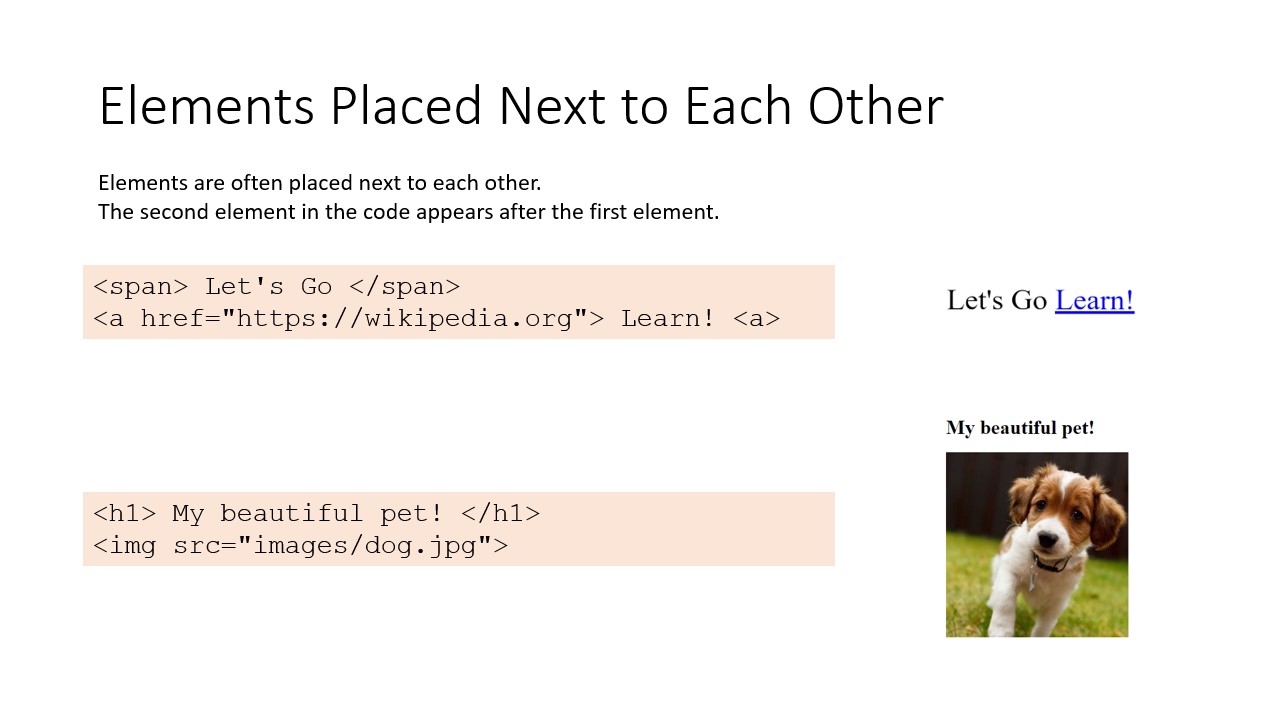 Elements Placed Next to Each Other
Elements are often placed next to each other.
The second element in the code appears after the first element.
<span> Let's Go </span>
<a href="https://wikipedia.org"> Learn! <a>
Let's Go Learn!
<h1> My beautiful pet! </h1>
<img src="images/dog.jpg">
My beautiful pet!